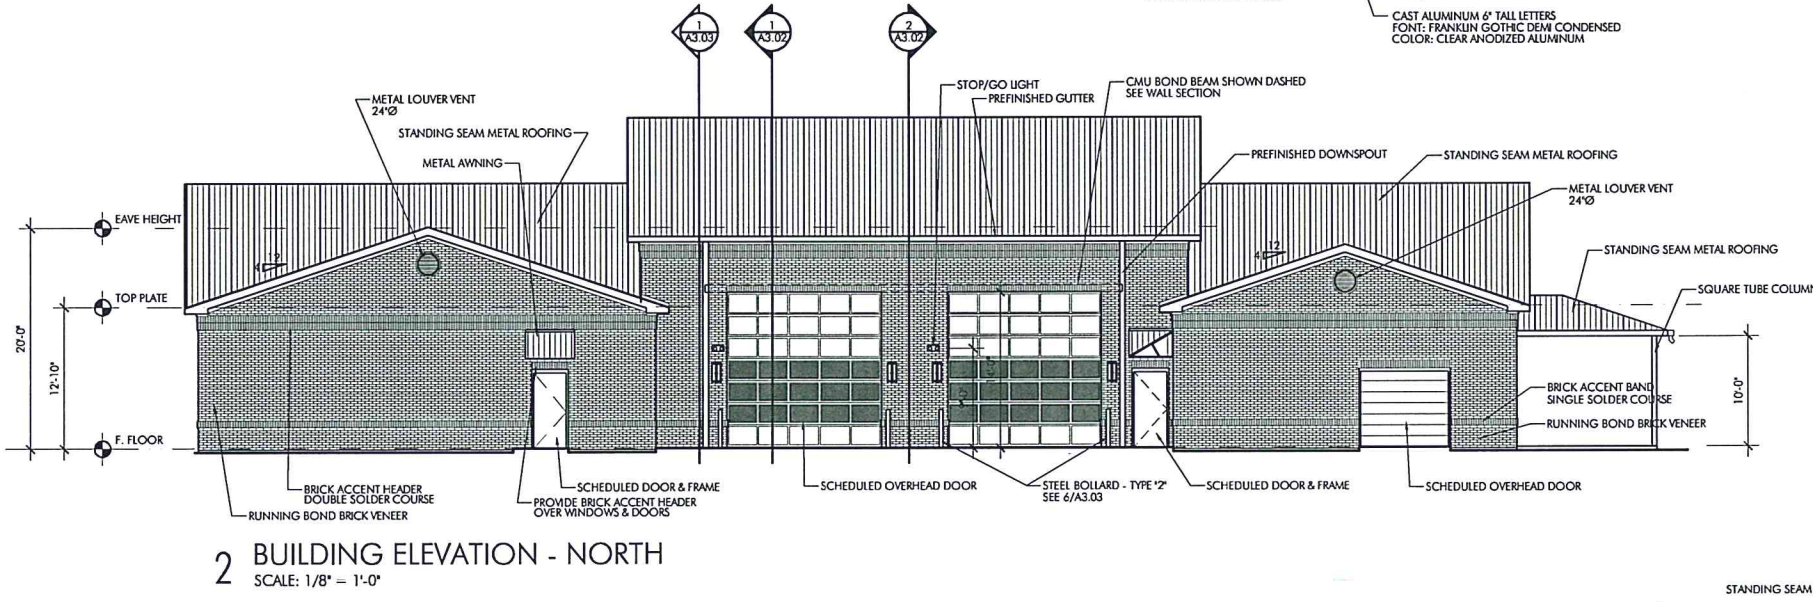 CAST ALUMINUM 6" TALL LETTERS
FONT: FRANKLIN GOTHIC DEMI CONDENSED
COLOR: CLEAR ANODIZED ALUMINUM
1
A3.03
1
A3.02
2
A3.02
STOP/GO LIGHT
PREFINISHED GUTTER
CMU BOND BEAM SHOWN DASHED
SEE WALL SECTION
METAL LOUVER VENT
24"Ø
STANDING SEAM METAL ROOFING
METAL AWNING
PREFINISHED DOWNSPOUT
STANDING SEAM METAL ROOFING
METAL LOUVER VENT
24"Ø
EAVE HEIGHT
12
4
12
4
STANDING SEAM METAL ROOFING
TOP PLATE
SQUARE TUBE COLUMN
20'-0"
12'-10"
14'-0"
10'-0"
BRICK ACCENT BAND
SINGLE SOLDER COURSE
RUNNING BOND BRICK VENEER
F. FLOOR
BRICK ACCENT HEADER
DOUBLE SOLDER COURSE
RUNNING BOND BRICK VENEER
SCHEDULED DOOR & FRAME
PROVIDE BRICK ACCENT HEADER
OVER WINDOWS & DOORS
SCHEDULED OVERHEAD DOOR
STEEL BOLLARD - TYPE "2"
SEE 6/A3.03
SCHEDULED DOOR & FRAME
SCHEDULED OVERHEAD DOOR
2 BUILDING ELEVATION - NORTH
SCALE: 1/8" = 1'-0"
STANDING SEAM